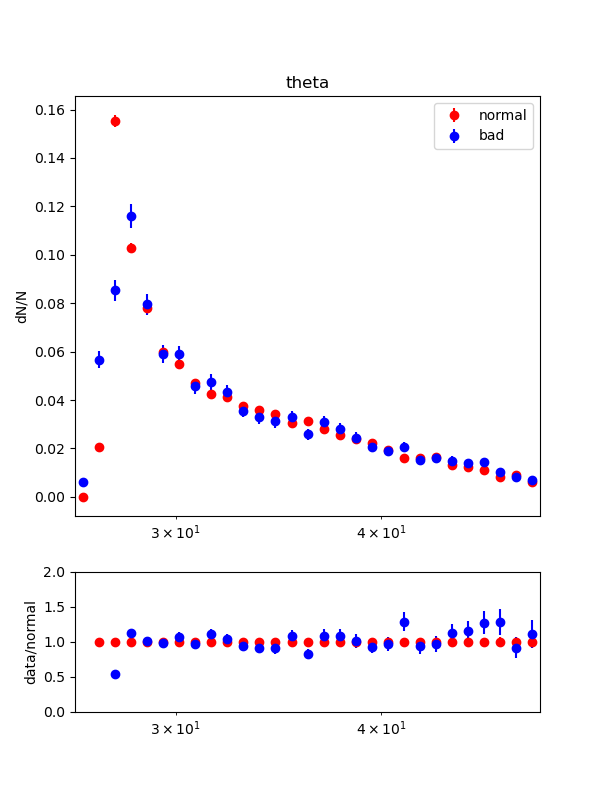 theta
0.16
0.14
0.12
0.10
0.08
0.06
0.04
0.02
0.00
dN/N
normal
bad
3 × 10¹
4 × 10¹
2.0
1.5
1.0
0.5
0.0
data/normal
3 × 10¹
4 × 10¹